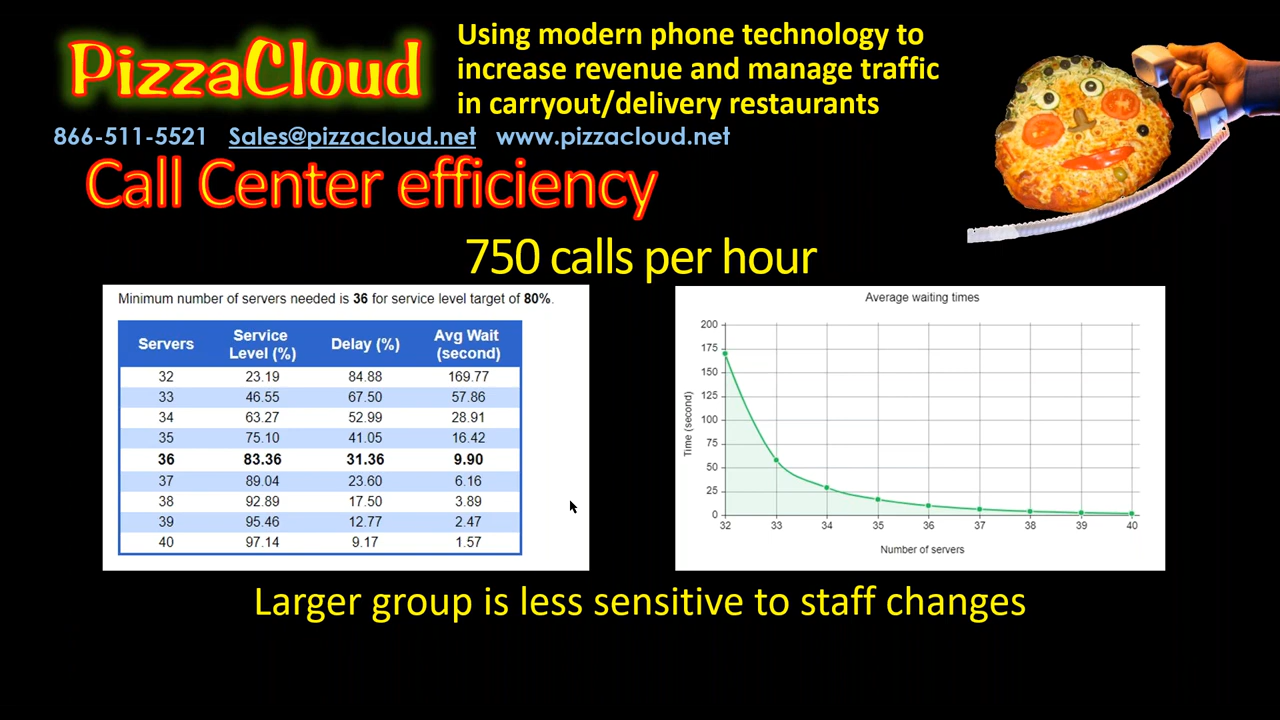 PizzaCloud
Using modern phone technology to
increase revenue and manage traffic
in carryout/delivery restaurants
866-511-5521 Sales@pizzacloud.net www.pizzacloud.net
Call Center efficiency
750 calls per hour
Minimum number of servers needed is 36 for service level target of 80%.
Servers Service Level (%) Delay (%) Avg Wait (second)
32 23.19 84.88 169.77
33 46.55 67.50 57.86
34 63.27 52.99 28.91
35 75.10 41.05 16.42
36 83.36 31.36 9.90
37 89.04 23.60 6.16
38 92.89 17.50 3.89
39 95.46 12.77 2.47
40 97.14 9.17 1.57
Average waiting times
Time (second)
200
175
150
125
100
75
50
25
0
32 33 34 35 36 37 38 39 40
Number of servers
Larger group is less sensitive to staff changes